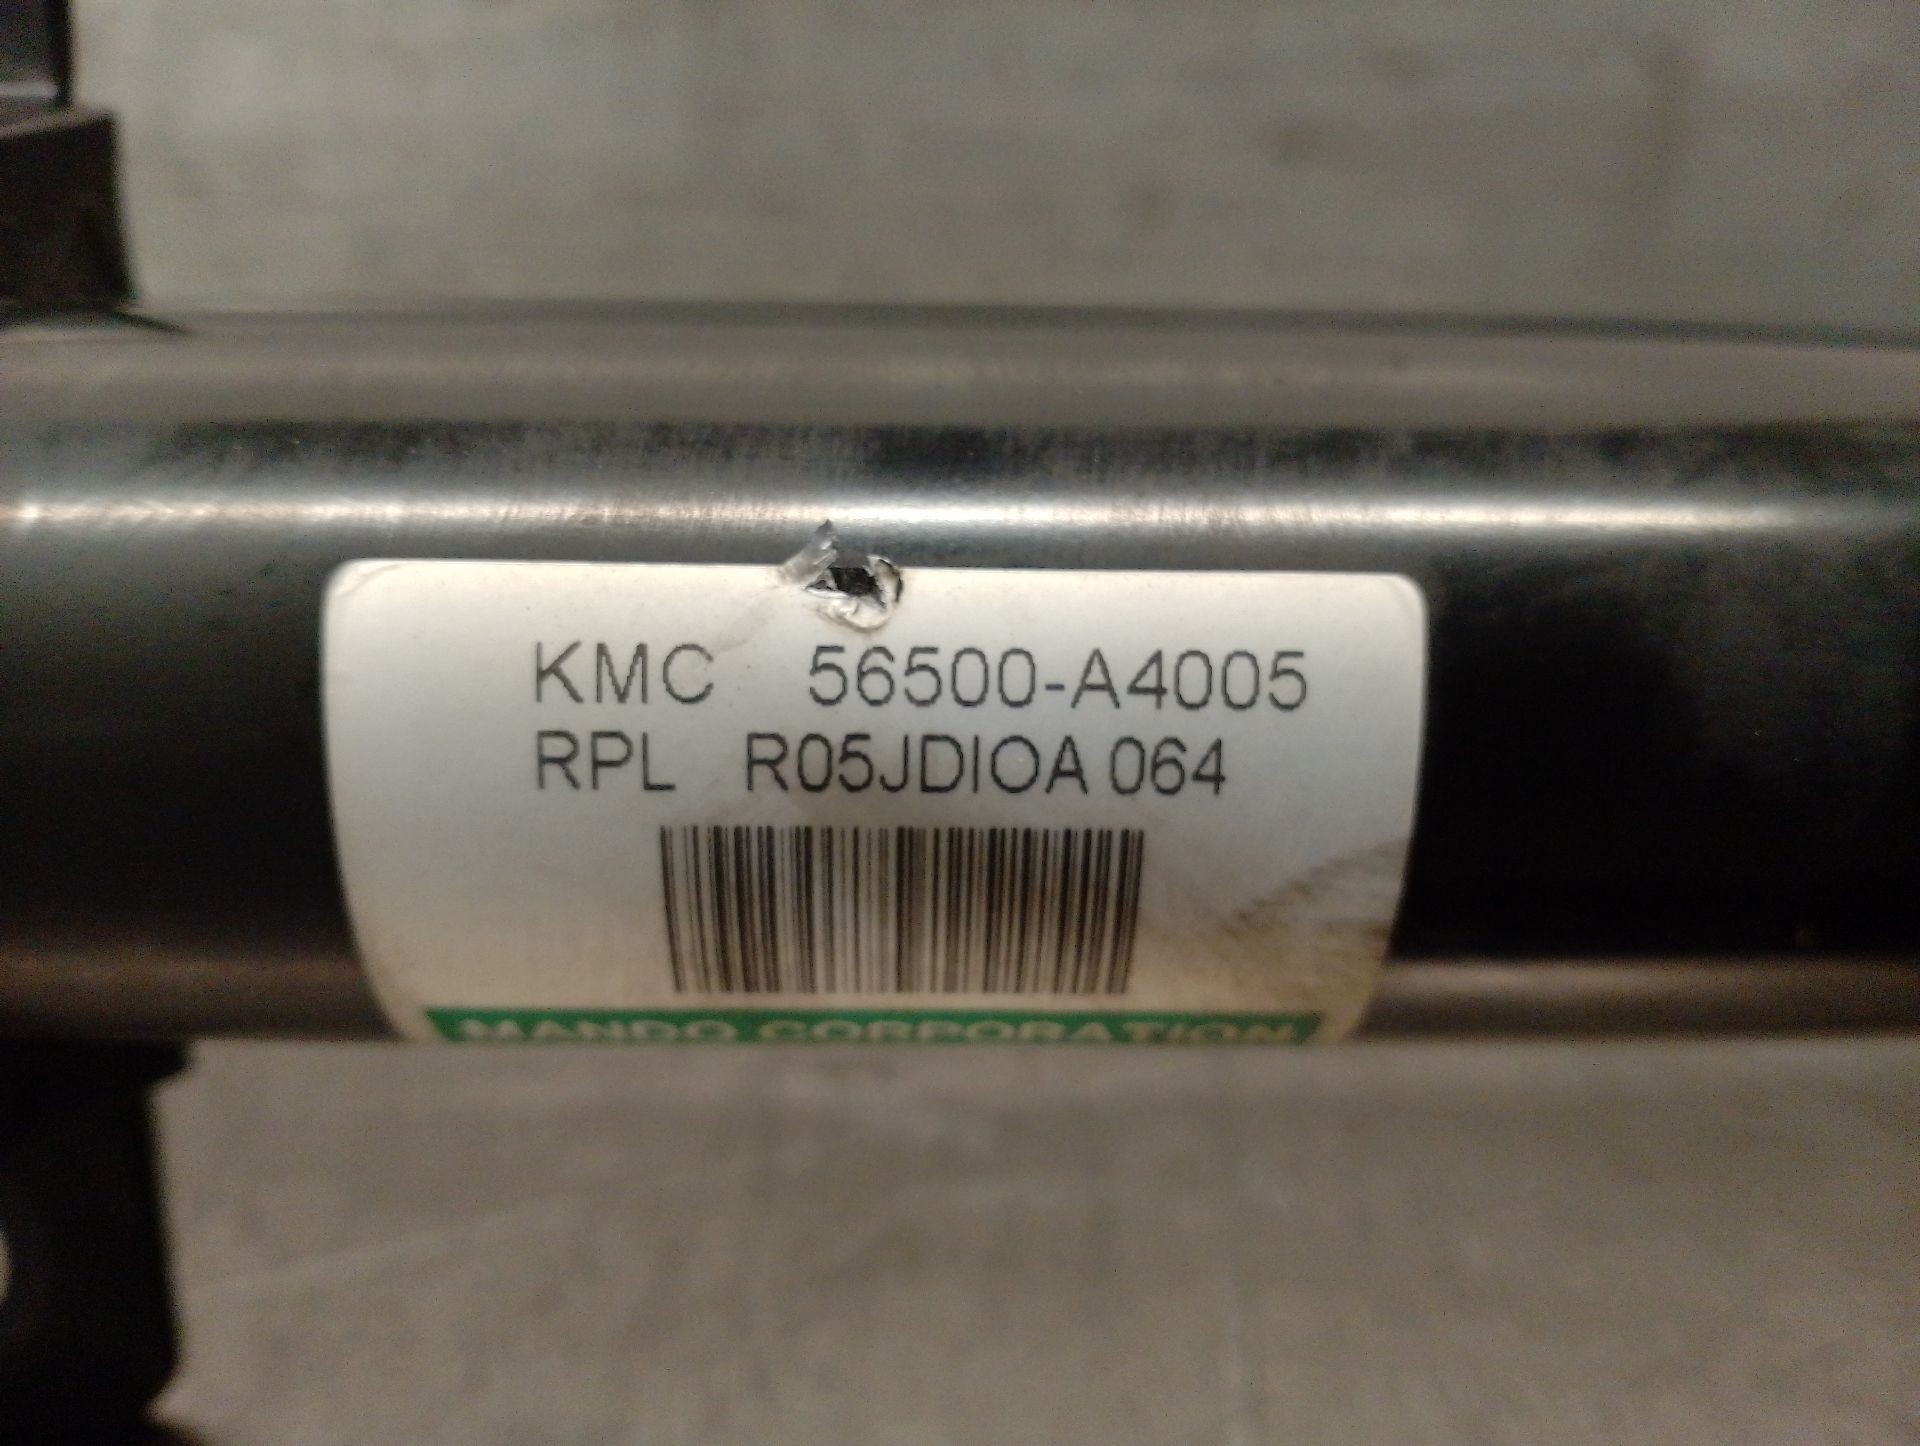 KMC 56500-A4005
RPL R05JDIOA 064
MANDO CORPORATION